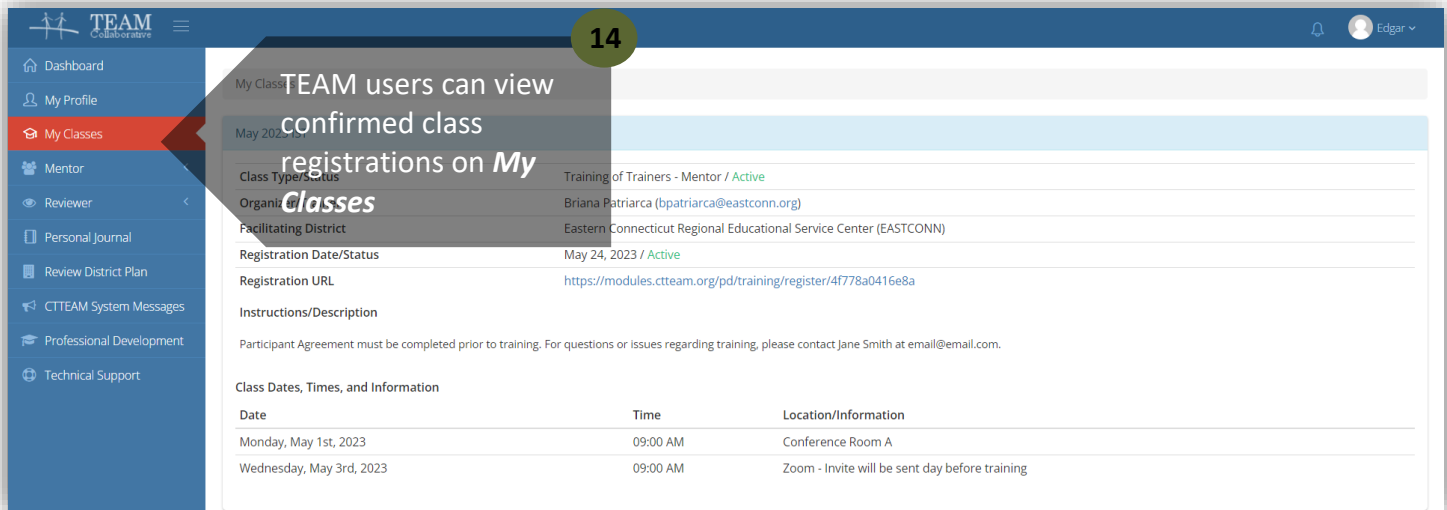 TEAM
Collaborative
Edgar
14
Dashboard
My Profile
My Classes
Mentor
Reviewer
Personal Journal
Review District Plan
CTTEAM System Messages
Professional Development
Technical Support
TEAM users can view
confirmed class
registrations on My
Classes
My Classes
May 2023
Class Type/Status Training of Trainers - Mentor / Active
Organizer Briana Patriarca (bpatriarca@eastconn.org)
Facilitating District Eastern Connecticut Regional Educational Service Center (EASTCONN)
Registration Date/Status May 24, 2023 / Active
Registration URL https://modules.ctteam.org/pd/training/register/4f778a0416e8a
Instructions/Description
Participant Agreement must be completed prior to training. For questions or issues regarding training, please contact Jane Smith at email@email.com.
Class Dates, Times, and Information
Date Time Location/Information
Monday, May 1st, 2023 09:00 AM Conference Room A
Wednesday, May 3rd, 2023 09:00 AM Zoom - Invite will be sent day before training